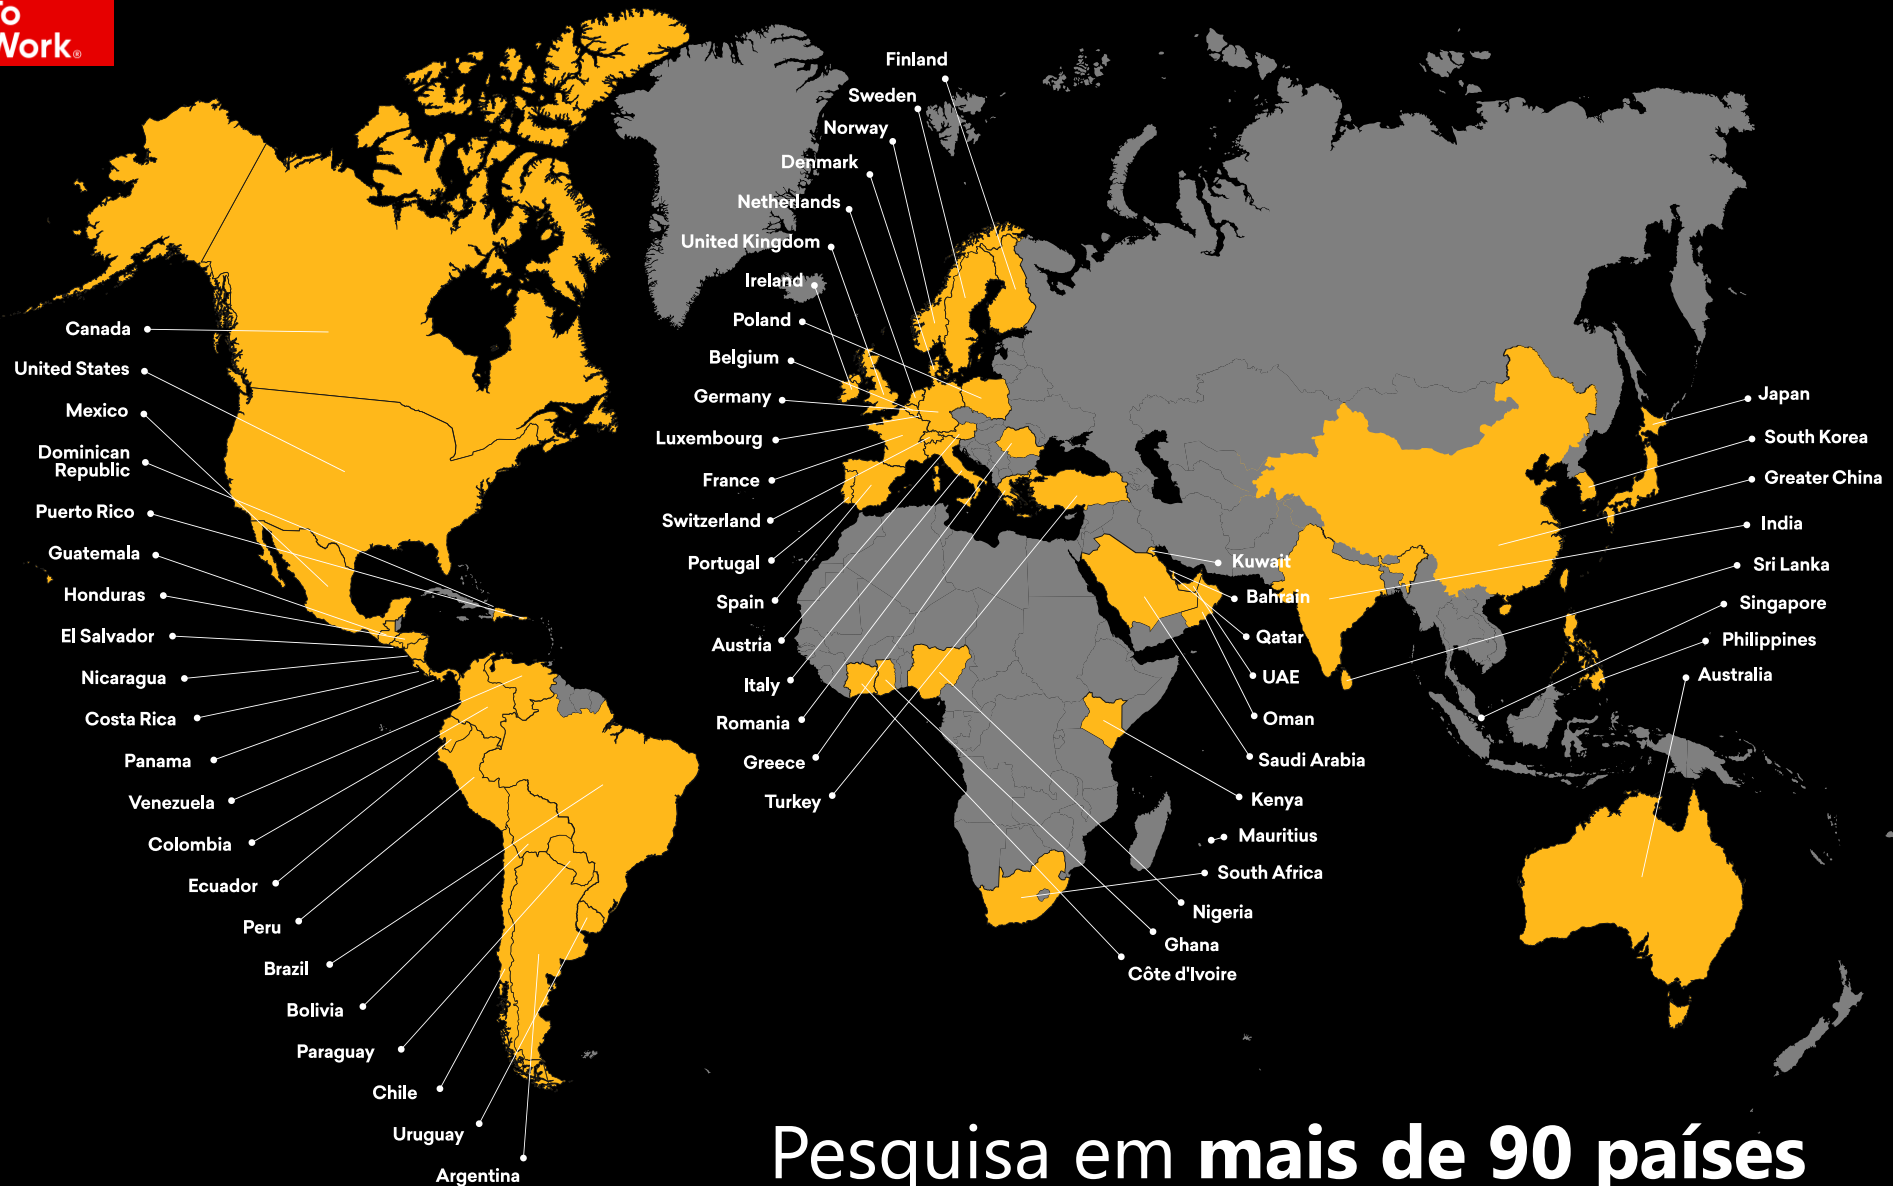 To
Work®
Canada
United States
Mexico
Dominican
Republic
Puerto Rico
Guatemala
Honduras
El Salvador
Nicaragua
Costa Rica
Panama
Venezuela
Colombia
Ecuador
Peru
Brazil
Bolivia
Paraguay
Chile
Uruguay
Argentina
Finland
Sweden
Norway
Denmark
Netherlands
United Kingdom
Ireland
Poland
Belgium
Germany
Luxembourg
France
Switzerland
Portugal
Spain
Austria
Italy
Romania
Greece
Turkey
Kuwait
Bahrain
Qatar
UAE
Oman
Saudi Arabia
Kenya
Mauritius
South Africa
Nigeria
Ghana
Côte d'Ivoire
Japan
South Korea
Greater China
India
Sri Lanka
Singapore
Philippines
Australia
Pesquisa em mais de 90 países